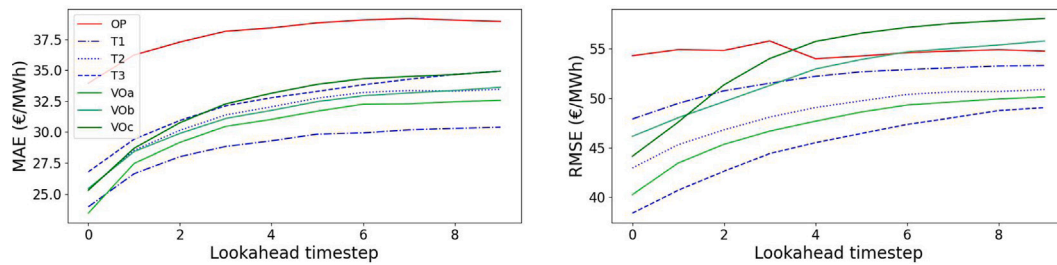 MAE (€/MWh)
37.5
35.0
32.5
30.0
27.5
25.0
OP
T1
T2
T3
VOa
VOb
VOc
0
2
4
6
8
Lookahead timestep
RMSE (€/MWh)
55
50
45
40
0
2
4
6
8
Lookahead timestep